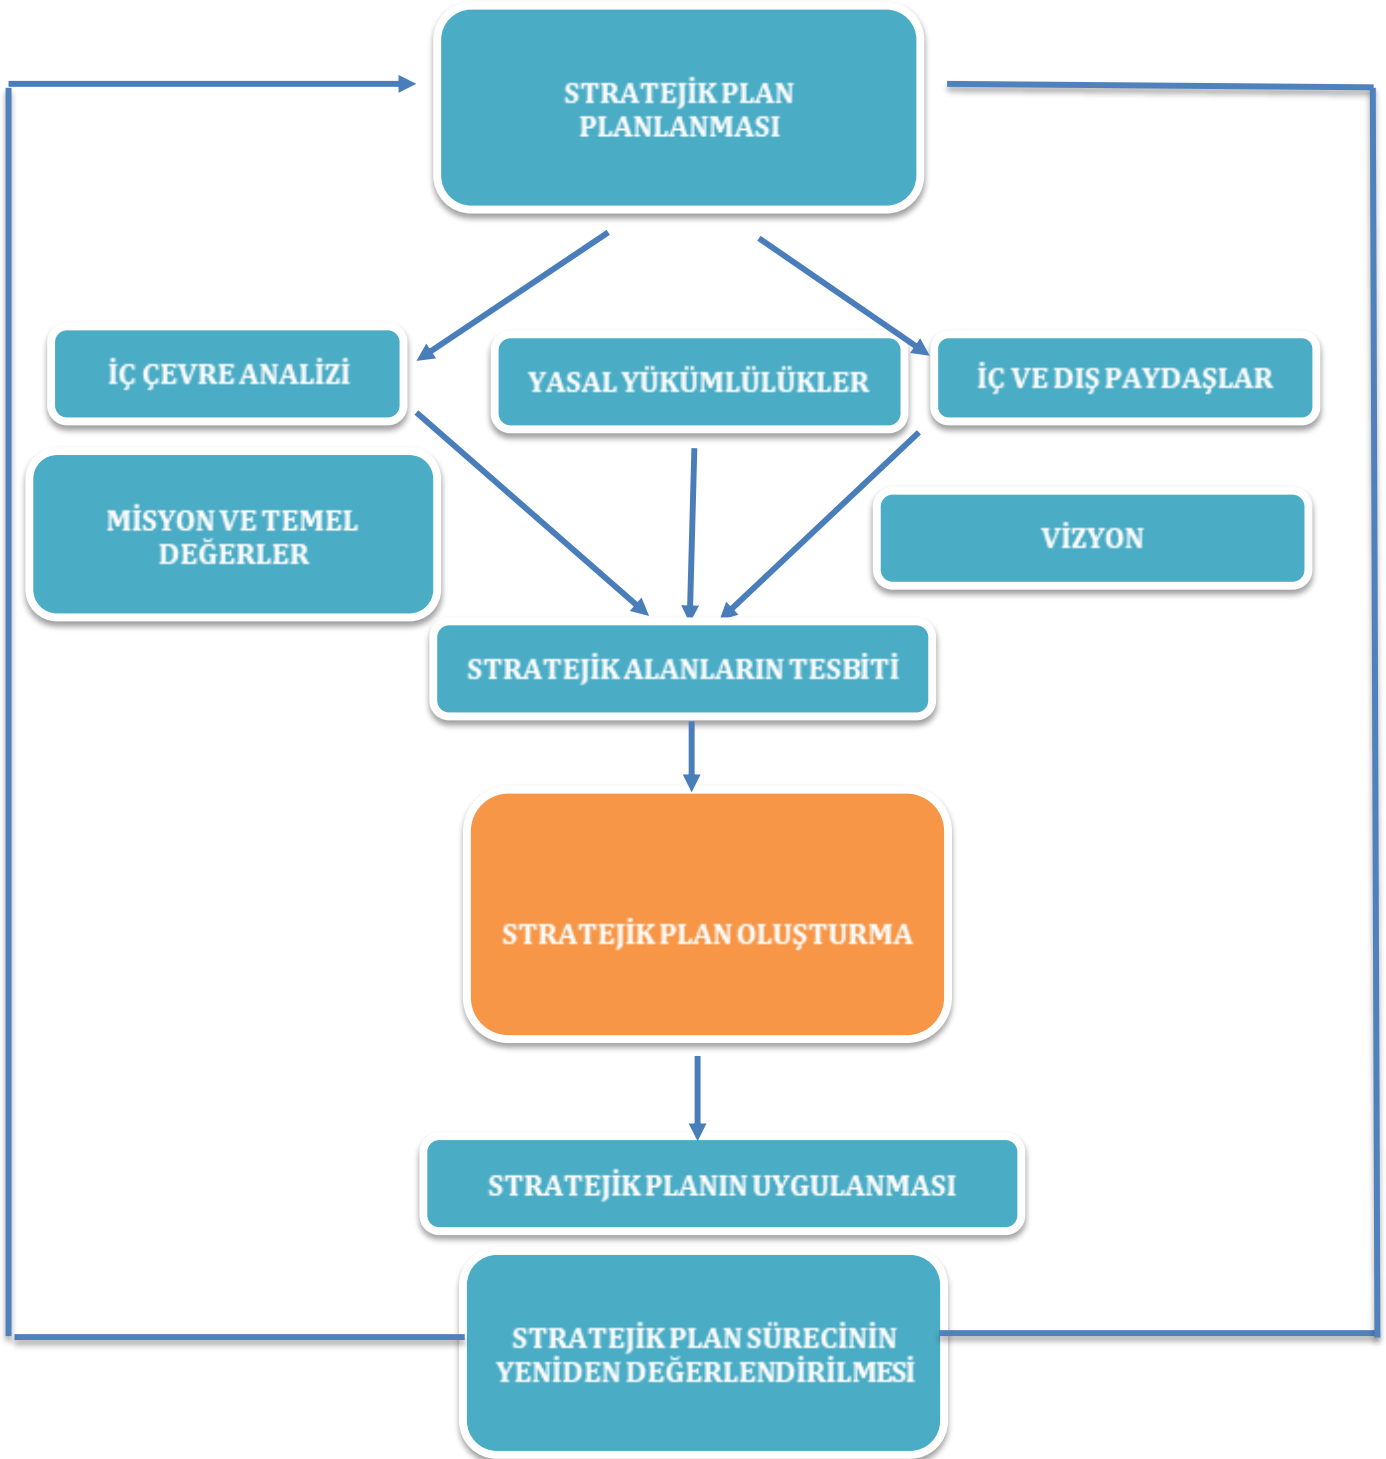 STRATEJİK PLAN
PLANLANMASI
İÇ ÇEVRE ANALİZİ
YASAL YÜKÜMLÜLÜKLER
İÇ VE DIŞ PAYDAŞLAR
MİSYON VE TEMEL
DEĞERLER
VİZYON
STRATEJİK ALANLARIN TESBİTİ
STRATEJİK PLAN OLUŞTURMA
STRATEJİK PLANIN UYGULANMASI
STRATEJİK PLAN SÜRECİNİN
YENİDEN DEĞERLENDİRİLMESİ